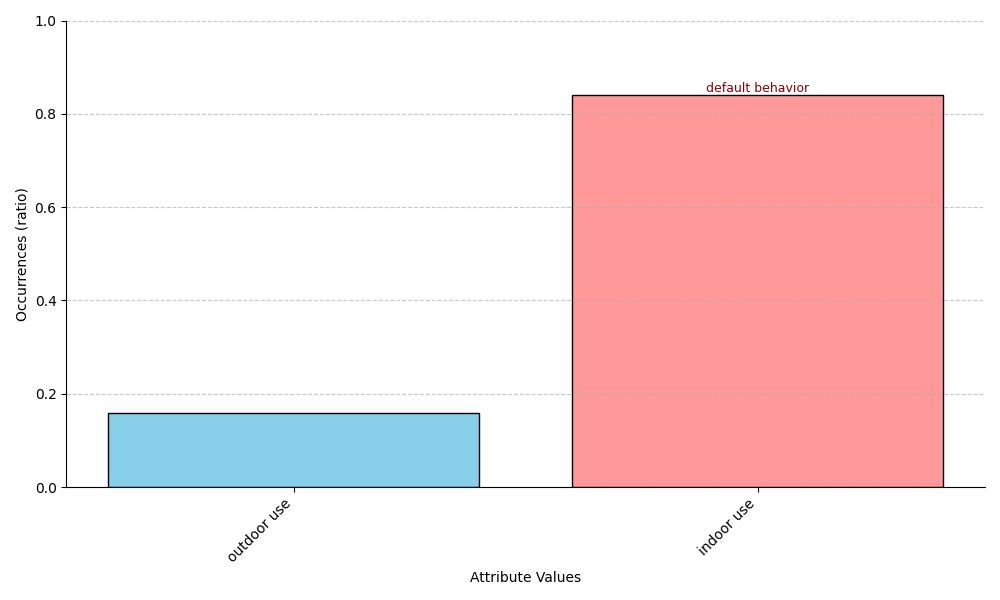 1.0
default behavior
0.8
0.6
0.4
0.2
0.0
Occurrences (ratio)
outdoor use
indoor use
Attribute Values